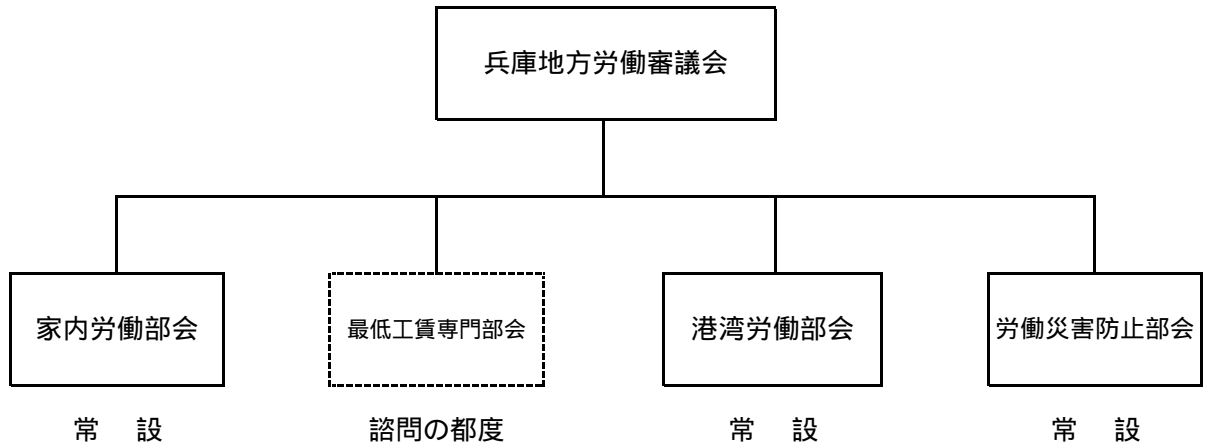 兵庫地方労働審議会
家内労働部会
最低工賃専門部会
港湾労働部会
労働災害防止部会
常　設
諮問の都度
常　設
常　設